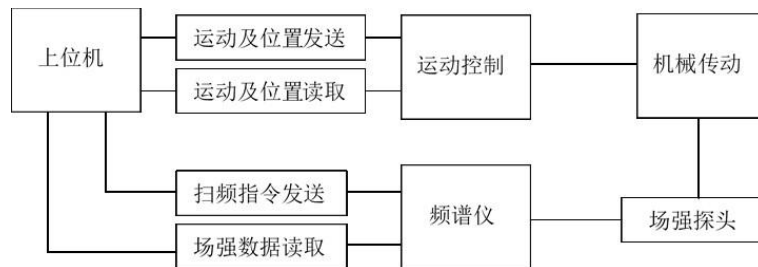 上位机
运动及位置发送
运动及位置读取
运动控制
机械传动
扫频指令发送
场强数据读取
频谱仪
场强探头